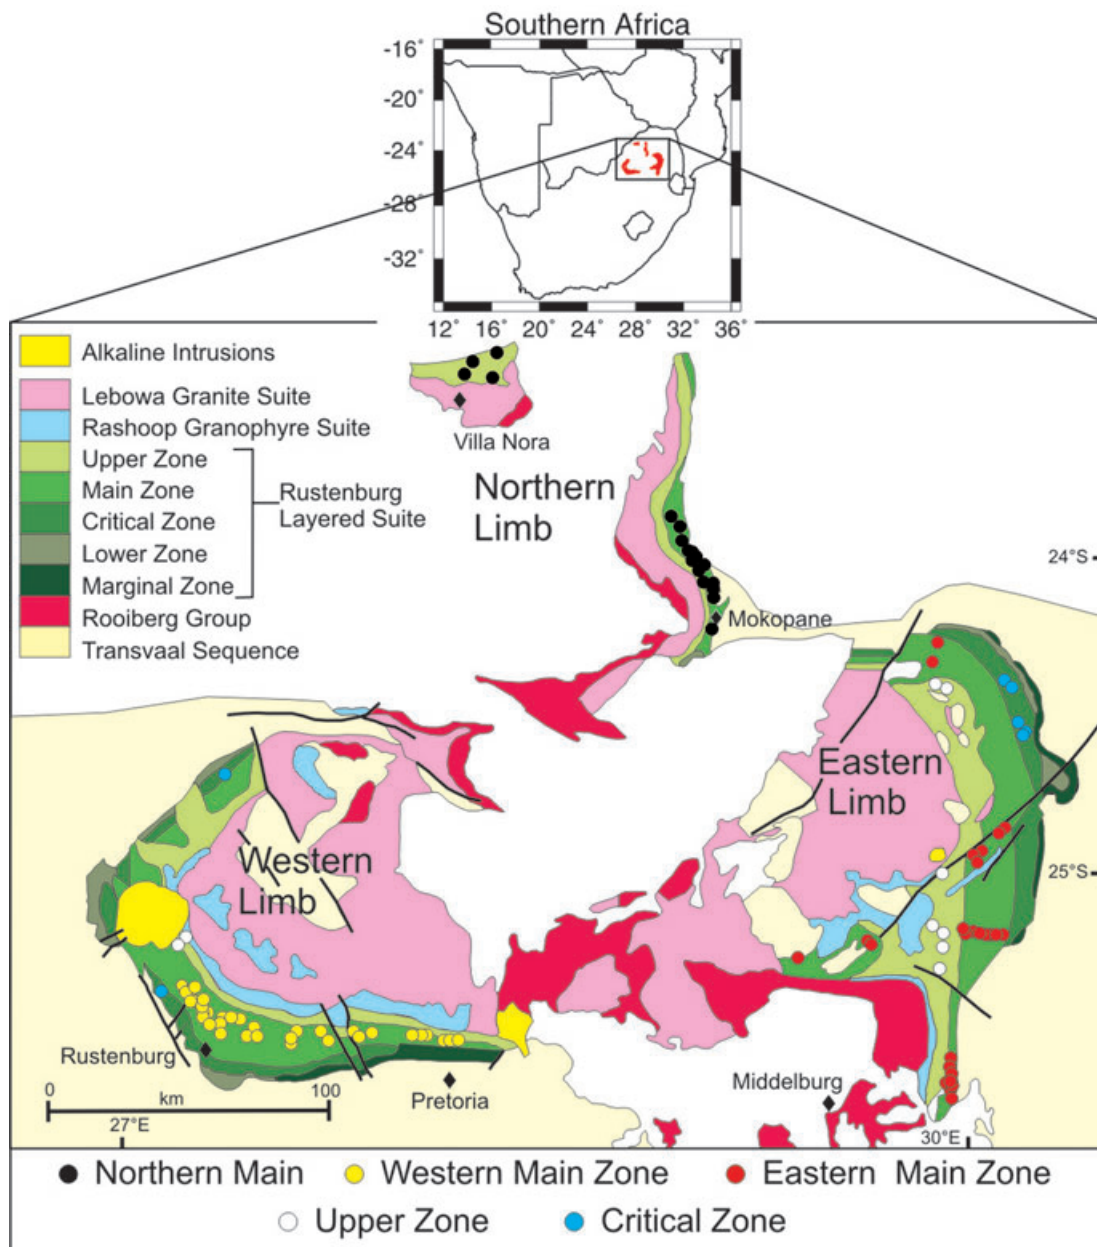 Southern Africa
-16°
-20°
-24°
-28°
-32°
12° 16° 20° 24° 28° 32° 36°
Alkaline Intrusions
Lebowa Granite Suite
Rashoop Granophyre Suite
Upper Zone
Main Zone
Critical Zone
Lower Zone
Marginal Zone
Rustenburg
Layered Suite
Rooiberg Group
Transvaal Sequence
Villa Nora
Northern
Limb
24°S
Mokopane
Eastern
Limb
Western
Limb
25°S
Rustenburg
0 km 100
27°E
Pretoria
Middelburg
30°E
Northern Main
Western Main Zone
Eastern Main Zone
Upper Zone
Critical Zone